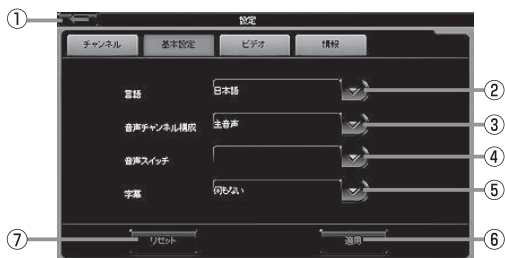 ① 設定
チャンネル 基本設定 ビデオ 情報
言語 日本語 ②
音声チャンネル構成 主音声 ③
音声スイッチ ④
字幕 何もない ⑤
⑦ リセット 適用 ⑥